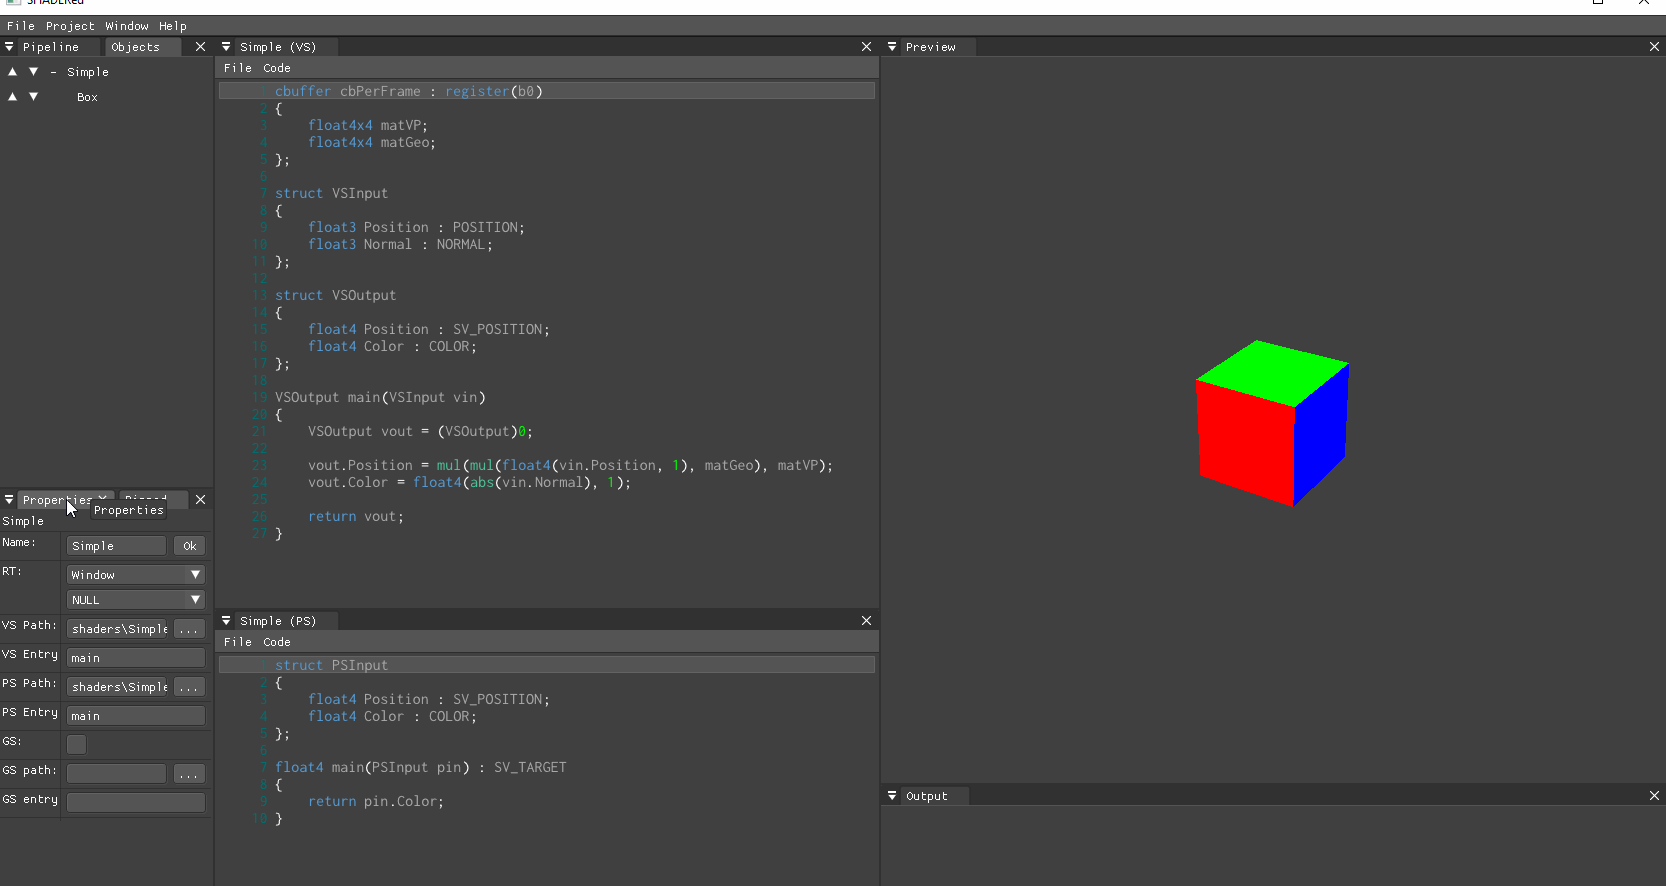 SHADERed
File Project Window Help
Pipeline Objects
- Simple
Box
Properties
Properties
Simple
Name: Simple Ok
RT: Window
NULL
VS Path: shaders\Simple ...
VS Entry main
PS Path: shaders\Simple ...
PS Entry main
GS:
GS path: ...
GS entry
Simple (VS)
File Code
cbuffer cbPerFrame : register(b0)
2 {
3 float4x4 matVP;
4 float4x4 matGeo;
5 };
6
7 struct VSInput
8 {
9 float3 Position : POSITION;
10 float3 Normal : NORMAL;
11 };
12
13 struct VSOutput
14 {
15 float4 Position : SV_POSITION;
16 float4 Color : COLOR;
17 };
18
19 VSOutput main(VSInput vin)
20 {
21 VSOutput vout = (VSOutput)0;
22
23 vout.Position = mul(mul(float4(vin.Position, 1), matGeo), matVP);
24 vout.Color = float4(abs(vin.Normal), 1);
25
26 return vout;
27 }
Simple (PS)
File Code
struct PSInput
2 {
3 float4 Position : SV_POSITION;
4 float4 Color : COLOR;
5 };
6
7 float4 main(PSInput pin) : SV_TARGET
8 {
9 return pin.Color;
10 }
Preview
Output